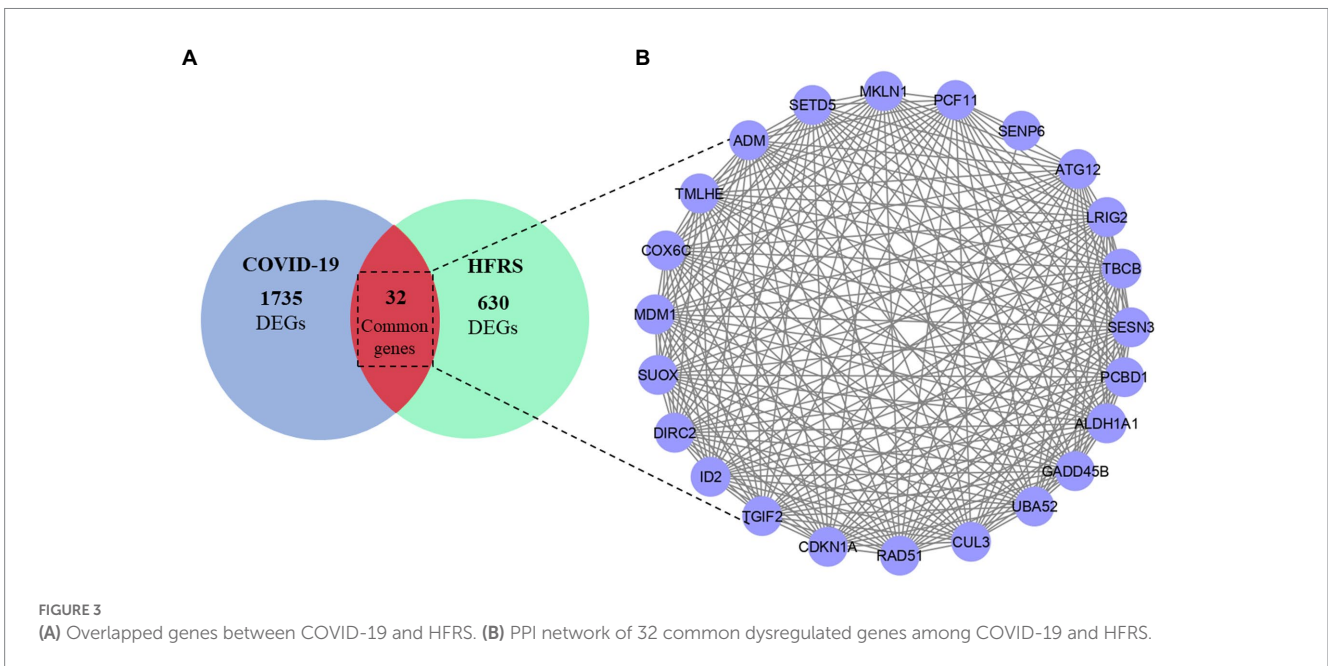 A
B
COVID-19
1735
DEGs
32
Common
genes
HFRS
630
DEGs
MKLN1
PCF11
SENP6
ATG12
LRIG2
TBCB
SESN3
PCBD1
ALDH1A1
GADD45B
UBA52
CUL3
RAD51
CDKN1A
TGIF2
ID2
DIRC2
SUOX
MDM1
COX6C
TMLHE
ADM
SETD5
FIGURE 3
(A) Overlapped genes between COVID-19 and HFRS. (B) PPI network of 32 common dysregulated genes among COVID-19 and HFRS.